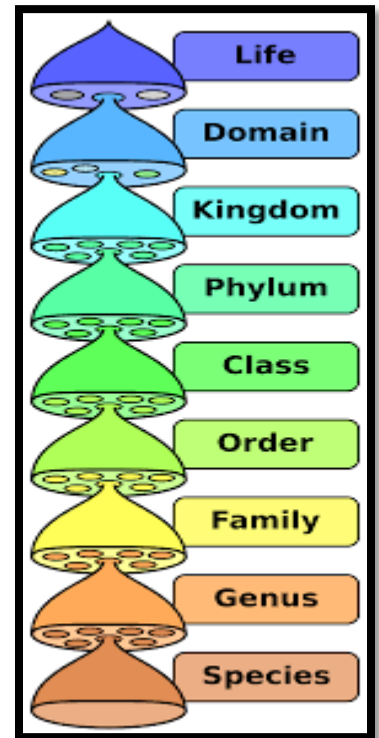 Life
Domain
Kingdom
Phylum
Class
Order
Family
Genus
Species